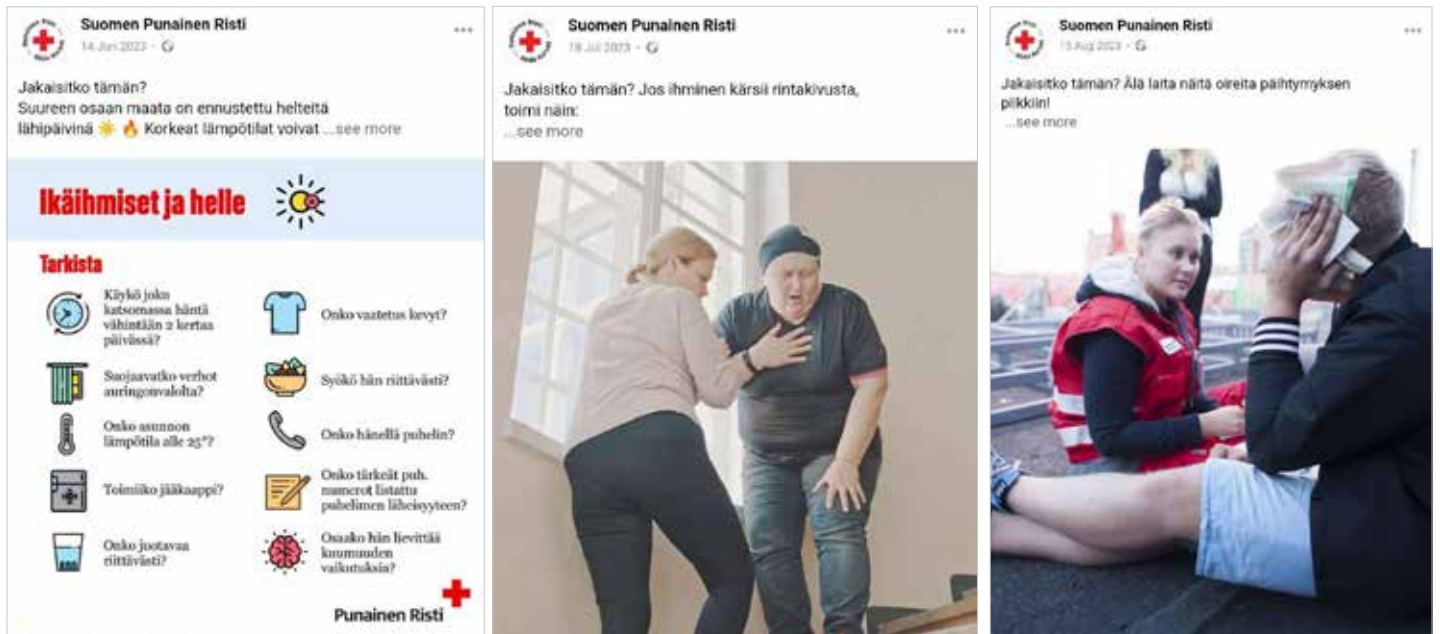 Suomen Punainen Risti
14 Jun 2023
Jakaisitko tämän?
Suureen osaan maata on ennustettu helteitä
lähipäivinä ☀️ 🔥 Korkeat lämpötilat voivat ...see more
Ikäihmiset ja helle
Tarkista
Käykö joku
katsomassa häntä
vähintään 2 kertaa
päivässä?
Suojaavatko verhot
auringonvalolta?
Onko asunnon
lämpötila alle 25°?
Toimiiko jääkaappi?
Onko juotavaa
riittävästi?
Onko vaatetus kevyt?
Syökö hän riittävästi?
Onko hänellä puhelin?
Onko tärkeät puh.
numerot listattu
puhelimen läheisyyteen?
Osaako hän lievittää
kuumuuden
vaikutuksia?
Punainen Risti
Suomen Punainen Risti
18 Jul 2023
Jakaisitko tämän? Jos ihminen kärsii rintakivusta,
toimi näin:
...see more
Suomen Punainen Risti
15 Aug 2023
Jakaisitko tämän? Älä laita näitä oireita päihtymyksen
piikkiin!
...see more